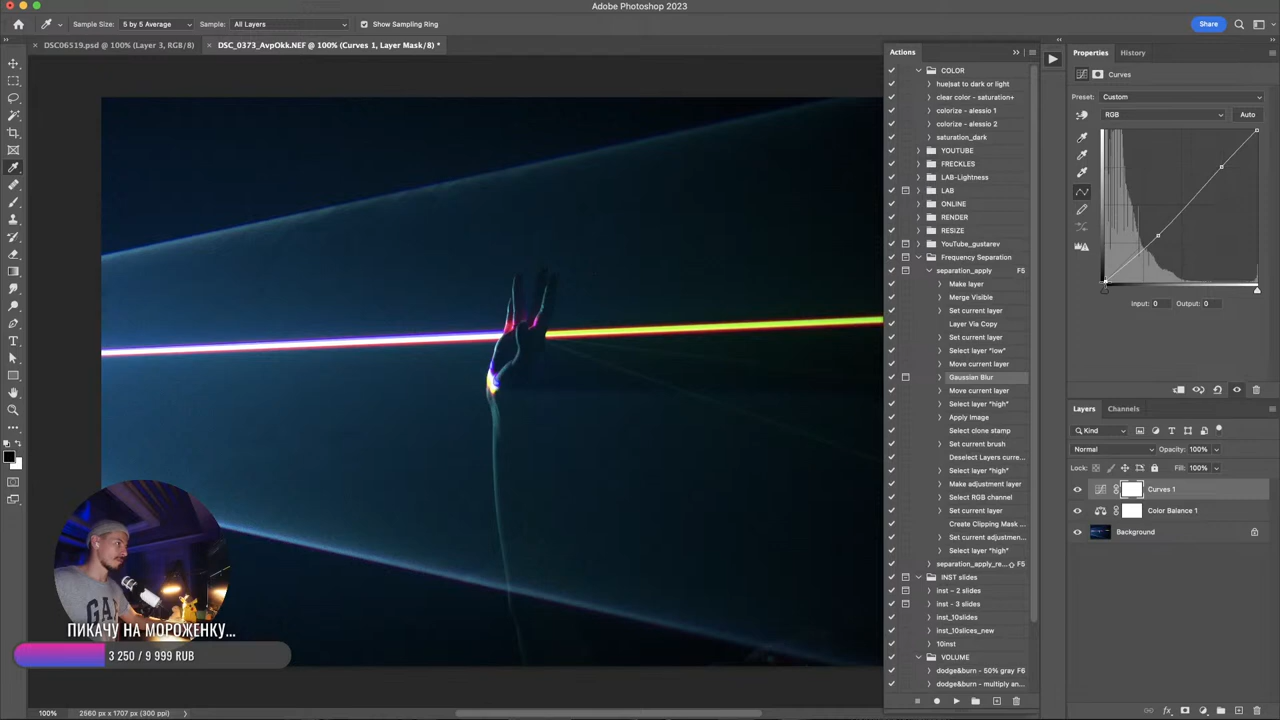 Adobe Photoshop 2023
Sample Size: 5 by 5 Average Sample: All Layers Show Sampling Ring Share
DSC06519.psd @ 100% (Layer 3, RGB/8) DSC_0373_AvpOkk.NEF @ 100% (Curves 1, Layer Mask/8) *
Actions
COLOR
hue|sat to dark or light
clear color - saturation+
colorize - alessio 1
colorize - alessio 2
saturation_dark
YOUTUBE
FRECKLES
LAB-Lightness
LAB
ONLINE
RENDER
RESIZE
YouTube_gustarev
Frequency Separation
separation_apply F5
Make layer
Merge Visible
Set current layer
Layer Via Copy
Set current layer
Select layer "low"
Move current layer
Gaussian Blur
Move current layer
Select layer "high"
Apply Image
Select clone stamp
Set current brush
Deselect Layers curre...
Select layer "high"
Make adjustment layer
Select RGB channel
Set current layer
Create Clipping Mask ...
Set current adjustmen...
Select layer "high"
separation_apply_re... F5
INST slides
inst – 2 slides
inst - 3 slides
inst_10slides
inst_10slices_new
10inst
VOLUME
dodge&burn - 50% gray F6
dodge&burn - multiply an...
Properties History
Curves
Preset: Custom
RGB Auto
Input: 0 Output: 0
Layers Channels
Kind
Normal Opacity: 100%
Lock: Fill: 100%
Curves 1
Color Balance 1
Background
ПИКАЧУ НА МОРОЖЕНКУ...
3 250 / 9 999 RUB
100% 2560 px x 1707 px (300 ppi)